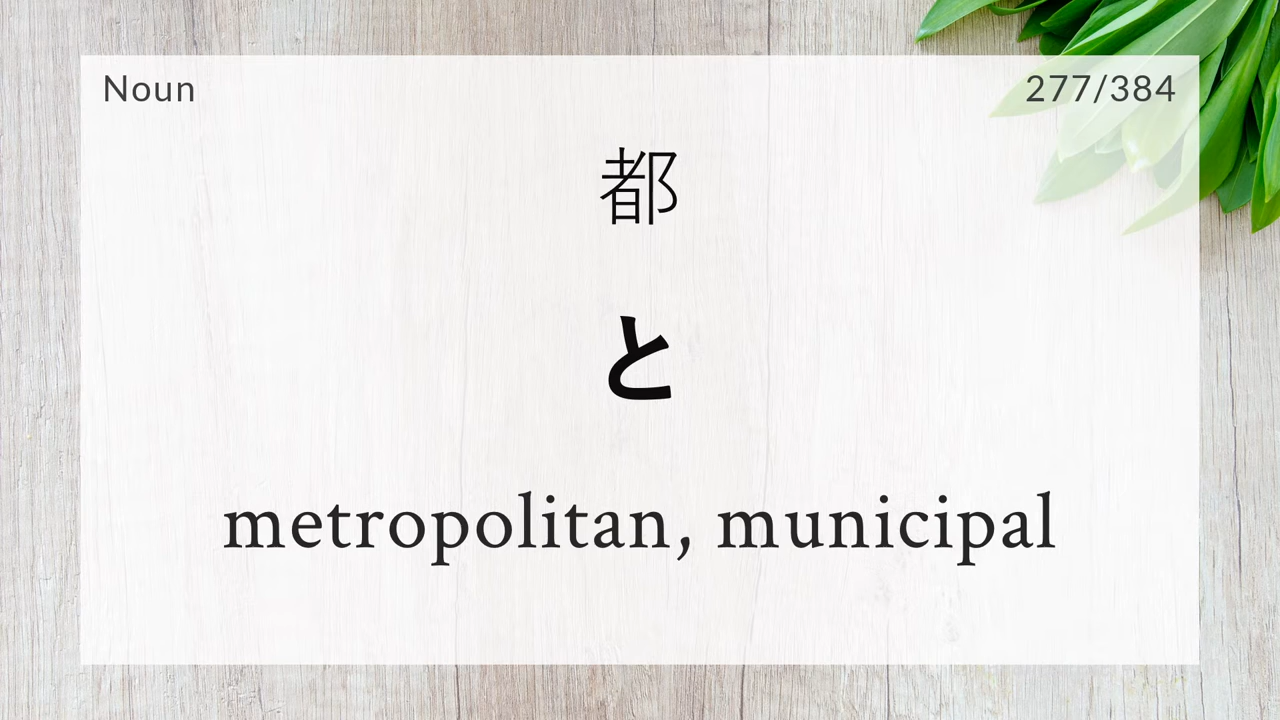 Noun
277/384
都
と
metropolitan, municipal